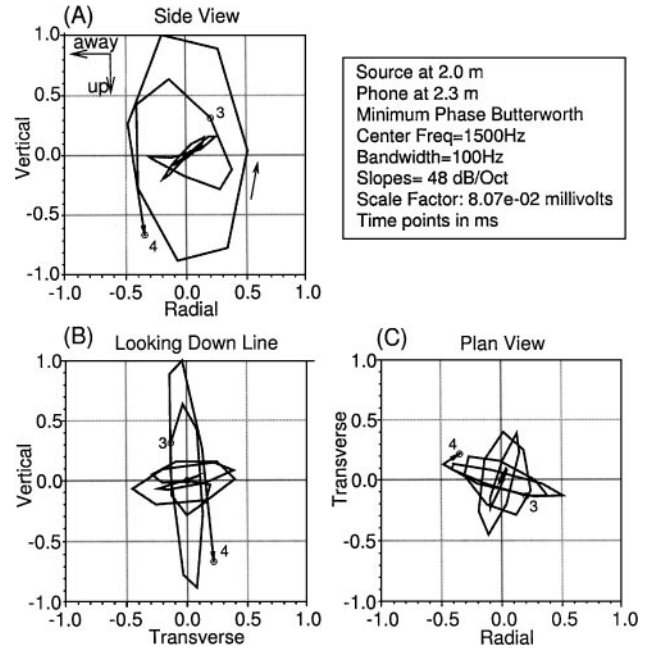 (A)
Side View
away
up
1.0
0.5
0.0
-0.5
-1.0
Vertical
3
4
-1.0 -0.5 0.0 0.5 1.0
Radial
Source at 2.0 m
Phone at 2.3 m
Minimum Phase Butterworth
Center Freq=1500Hz
Bandwidth=100Hz
Slopes= 48 dB/Oct
Scale Factor: 8.07e-02 millivolts
Time points in ms
(B)
Looking Down Line
1.0
0.5
0.0
-0.5
-1.0
Vertical
3
4
-1.0 -0.5 0.0 0.5 1.0
Transverse
(C)
Plan View
1.0
0.5
0.0
-0.5
-1.0
Transverse
4
3
-1.0 -0.5 0.0 0.5 1.0
Radial